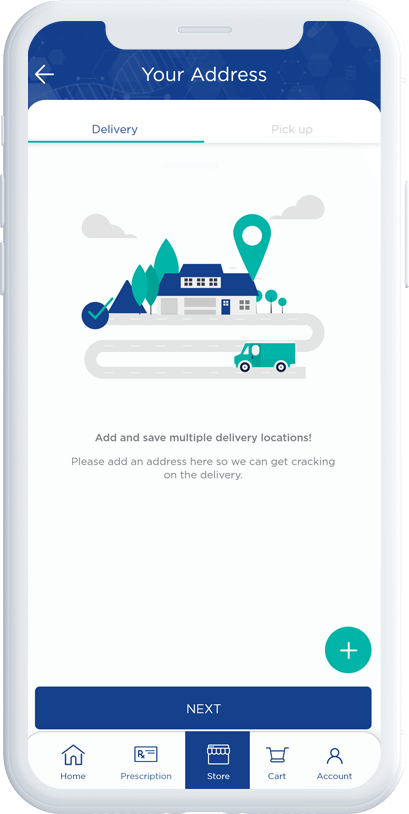 Your Address
Delivery
Pick up
Add and save multiple delivery locations!
Please add an address here so we can get cracking
on the delivery.
NEXT
Home
Prescription
Store
Cart
Account